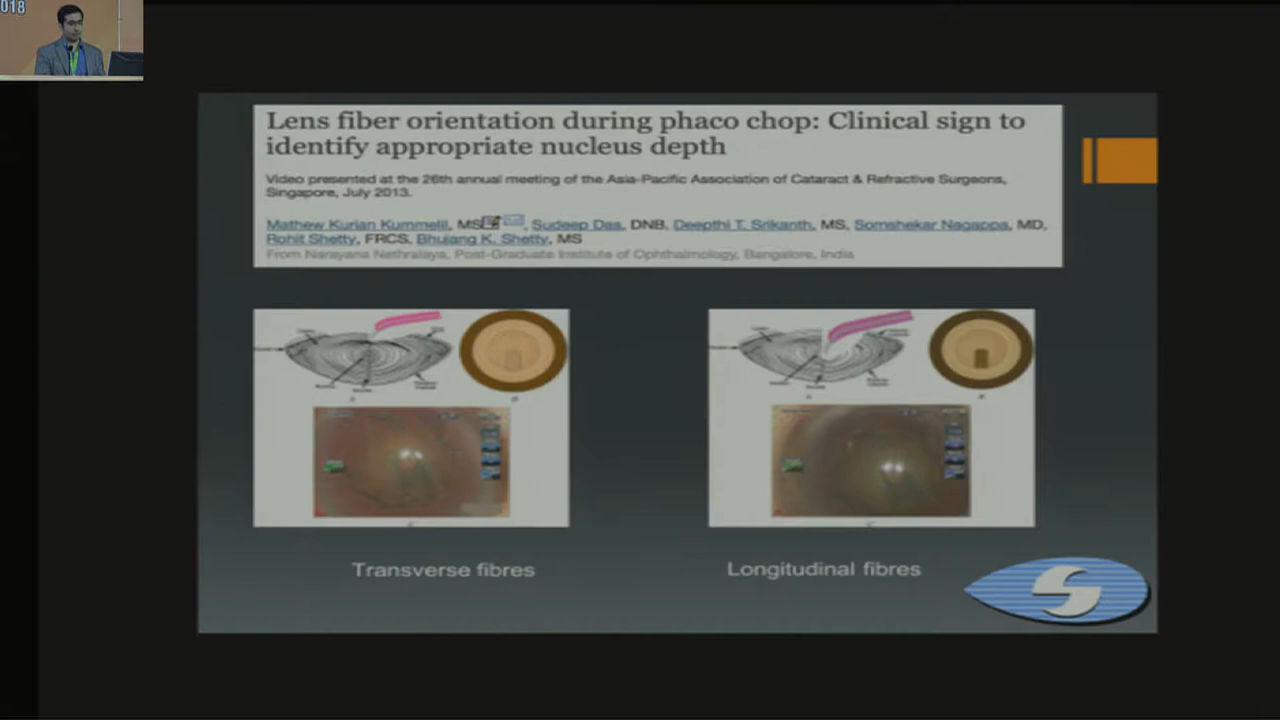 018
Lens fiber orientation during phaco chop: Clinical sign to
identify appropriate nucleus depth
Video presented at the 26th annual meeting of the Asia-Pacific Association of Cataract & Refractive Surgeons,
Singapore, July 2013.
Mathew Kurian Kummelil, MS, Sudeep Das, DNB, Deepthi T. Srikanth, MS, Somshekar Nagappa, MD,
Rohit Shetty, FRCS, Bhujang K. Shetty, MS
From Narayana Nethralaya, Post-Graduate Institute of Ophthalmology, Bangalore, India
Transverse fibres
Longitudinal fibres
S